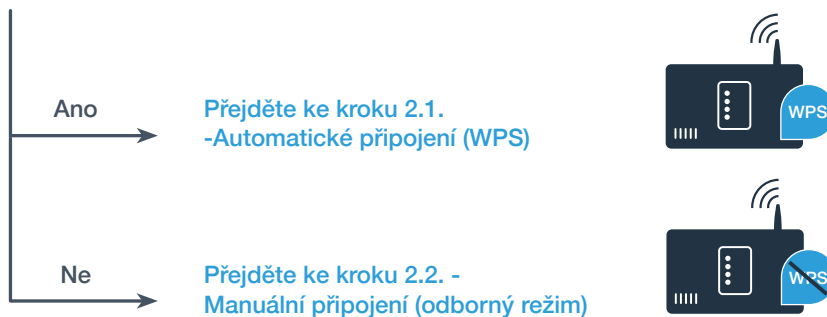 Ano
Přejděte ke kroku 2.1.
-Automatické připojení (WPS)
WPS
Ne
Přejděte ke kroku 2.2. -
Manuální připojení (odborný režim)
WPS